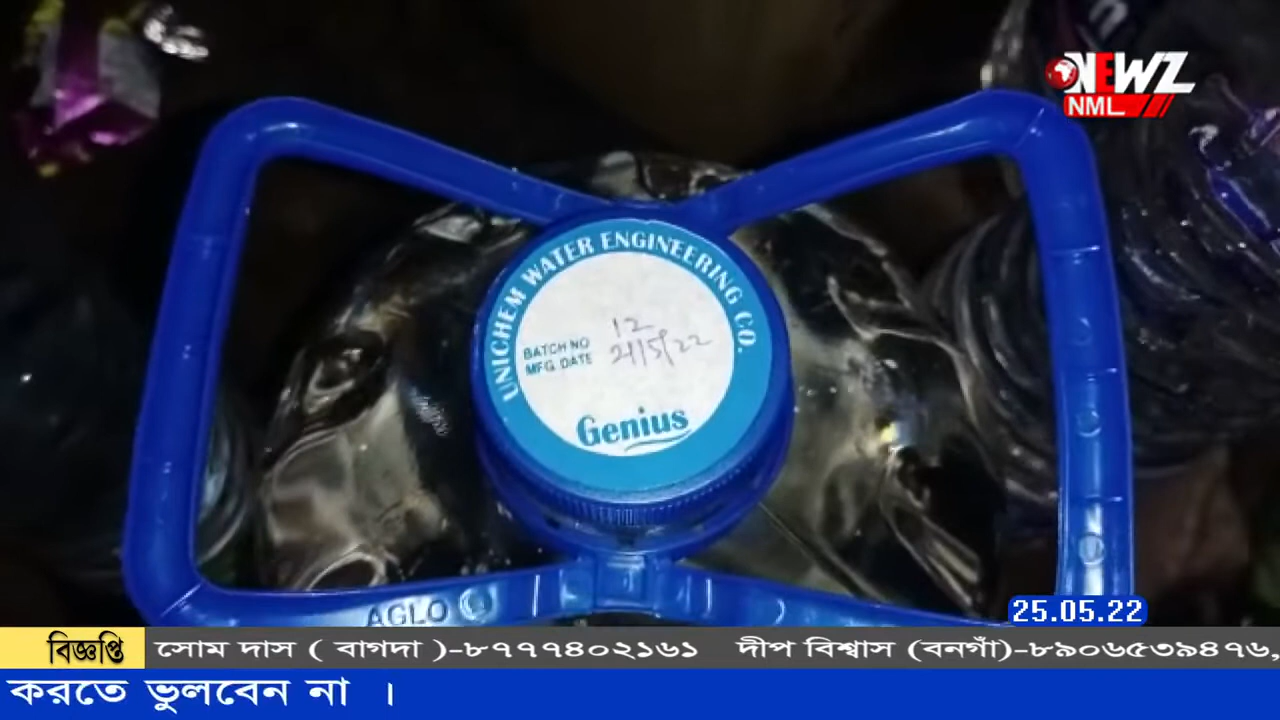 NEWZ
NML
UNICHEM WATER ENGINEERING CO.
BATCH NO 12
MFG. DATE 21/5/22
Genius
AGLO
25.05.22
বিজ্ঞপ্তি
সোম দাস ( বাগদা )-৮৭৭৭৪০২১৬১ দীপ বিশ্বাস (বনগাঁ)-৮৯০৬৫৩৯৪৭৬,
করতে ভুলবেন না ।